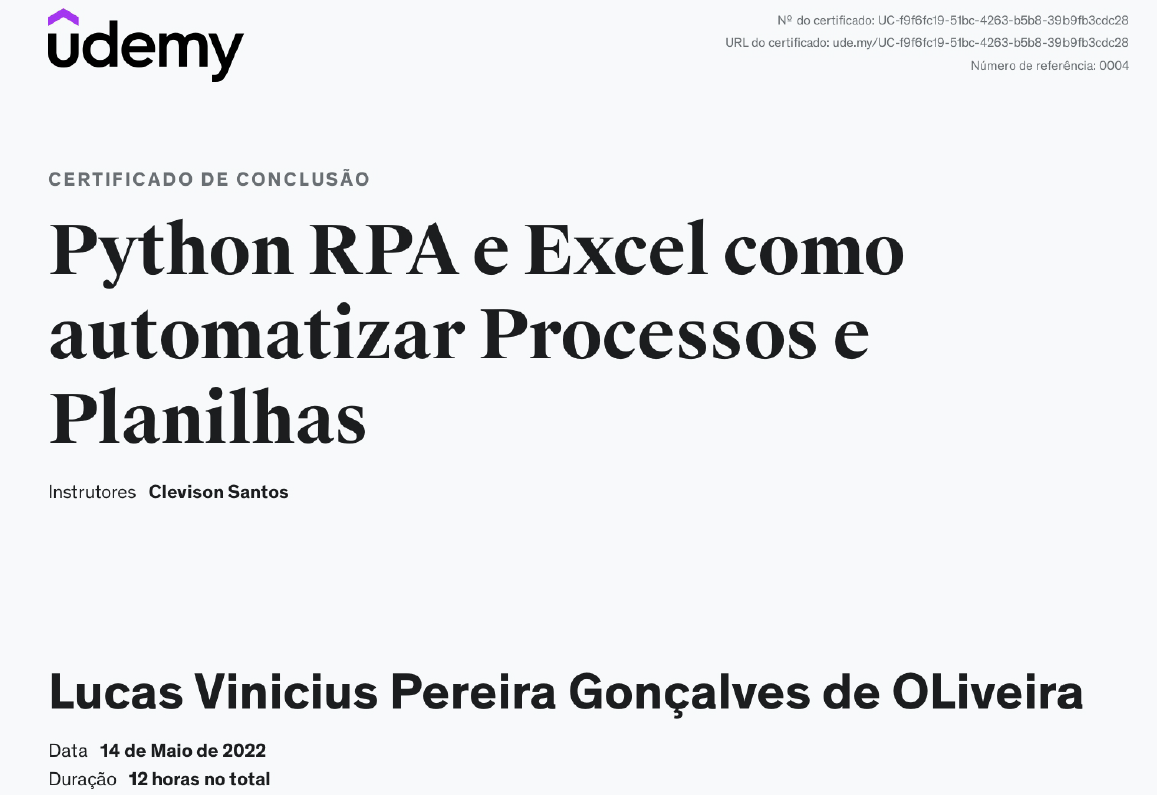 udemy
Nº do certificado: UC-f9f6fc19-51bc-4263-b5b8-39b9fb3cdc28
URL do certificado: ude.my/UC-f9f6fc19-51bc-4263-b5b8-39b9fb3cdc28
Número de referência: 0004
CERTIFICADO DE CONCLUSÃO
Python RPA e Excel como
automatizar Processos e
Planilhas
Instrutores Clevison Santos
Lucas Vinicius Pereira Gonçalves de OLiveira
Data 14 de Maio de 2022
Duração 12 horas no total